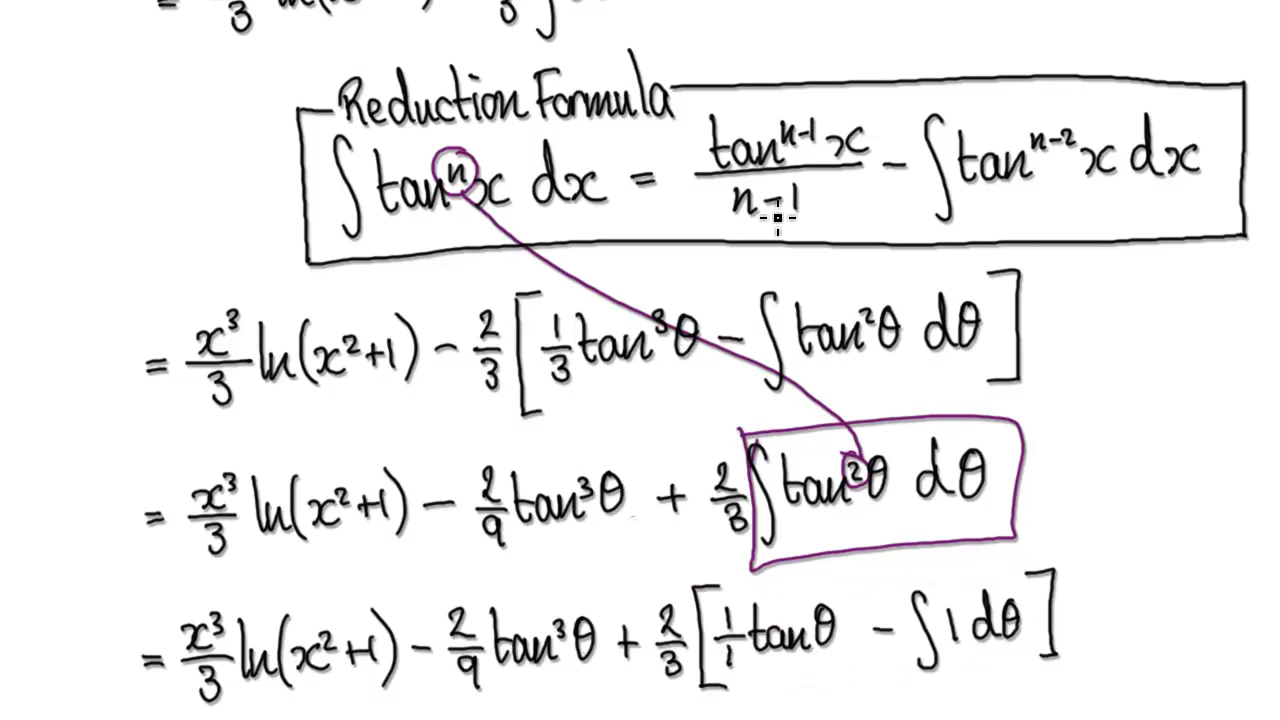 = 3 3 ∫
Reduction Formula
∫ tanⁿx dx = tanⁿ⁻¹x / n-1 - ∫ tanⁿ⁻²x dx
= x³/3 ln(x²+1) - 2/3 [ 1/3 tan³θ - ∫ tan²θ dθ ]
= x³/3 ln(x²+1) - 2/9 tan³θ + 2/3 ∫ tan²θ dθ
= x³/3 ln(x²+1) - 2/9 tan³θ + 2/3 [ 1/1 tanθ - ∫ 1 dθ ]